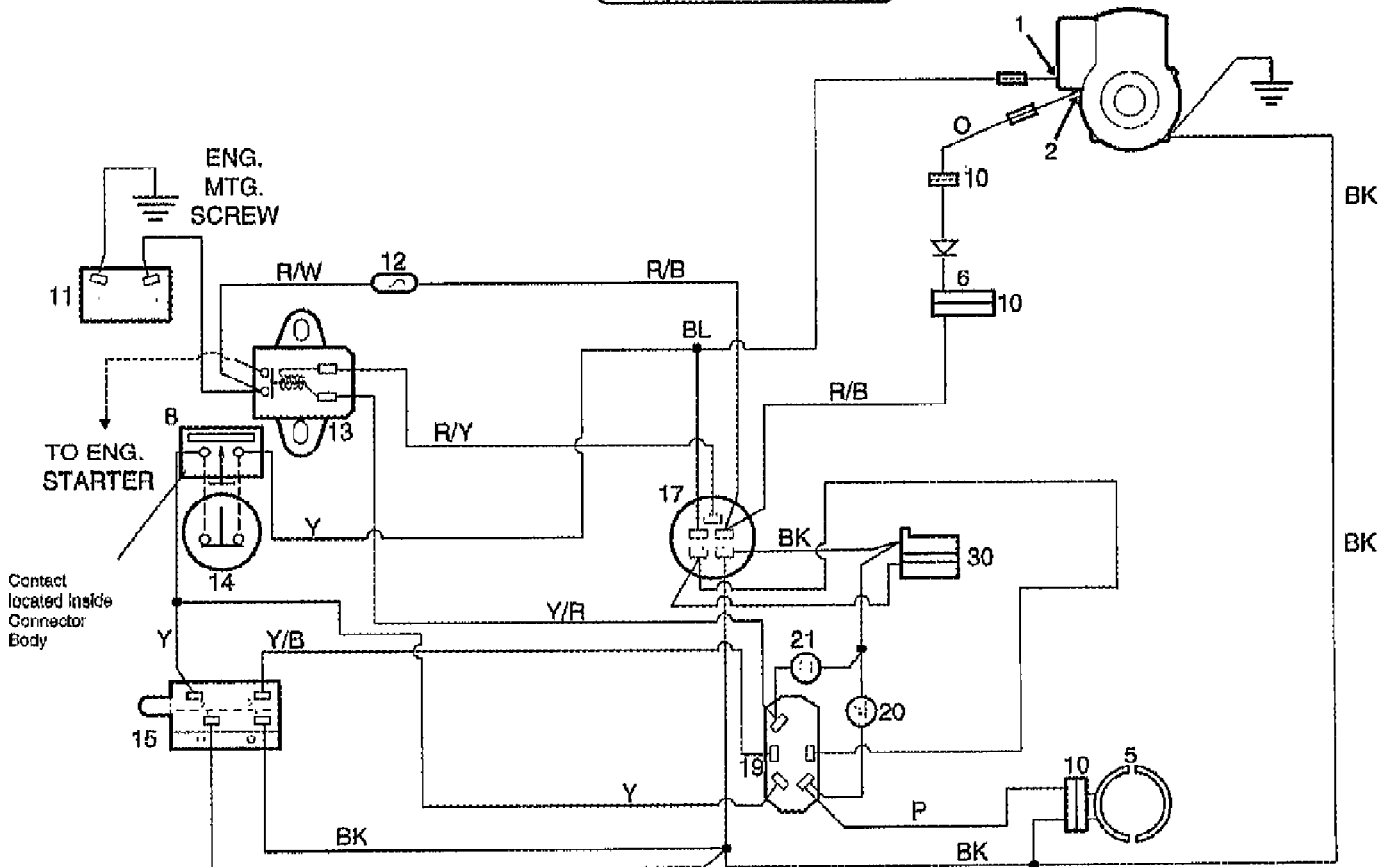 1
O
2
10
BK
ENG.
MTG.
SCREW
11
R/W
12
R/B
6
10
BL
R/B
8
13
TO ENG.
STARTER
R/Y
17
Y
BK
30
BK
14
Contact
located inside
Connector
Body
Y
Y/B
Y/R
21
20
15
19
10
5
Y
P
BK
BK